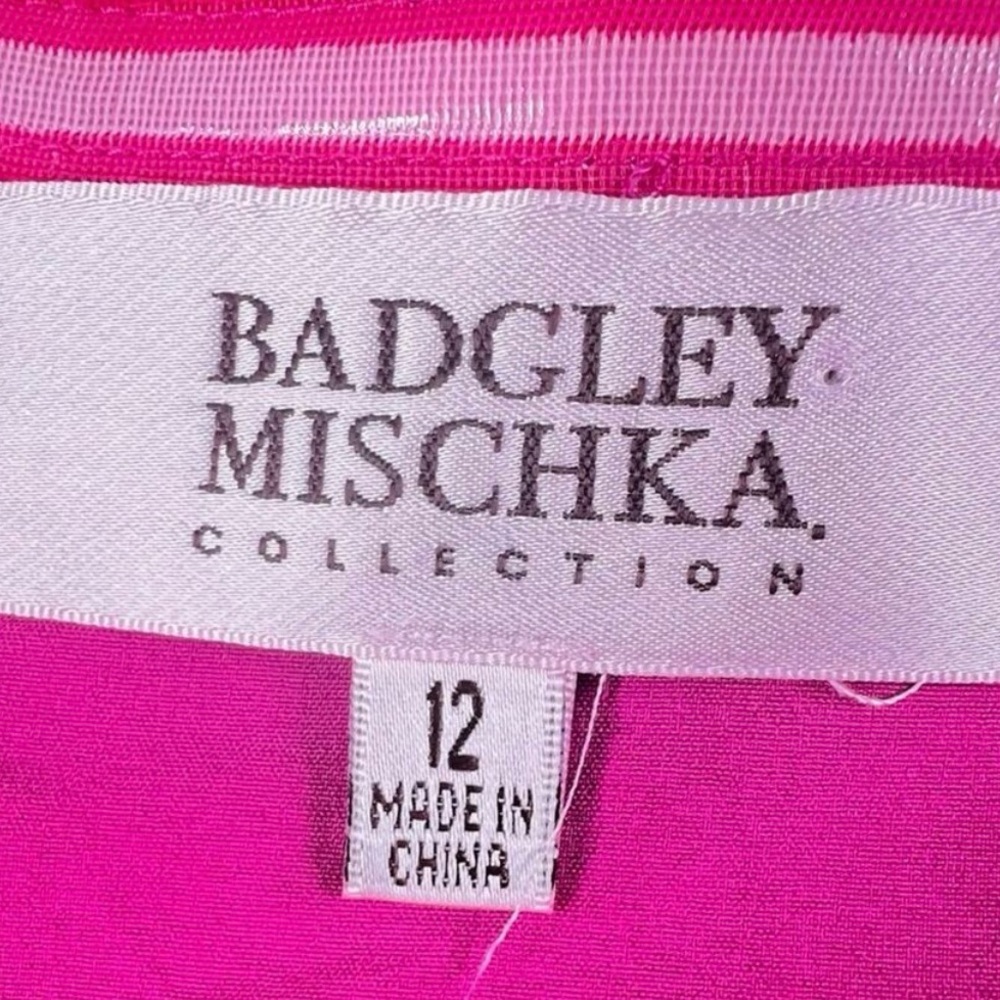 BADGLEY
MISCHKA.
COLLECTION
12
MADE IN
CHINA